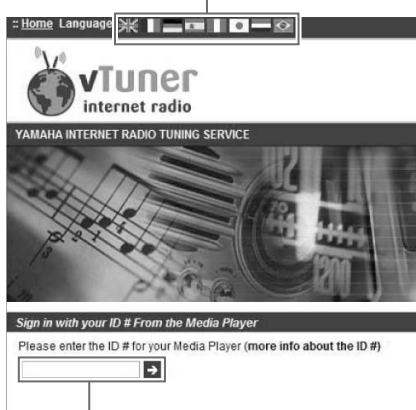 :: Home Language
vTuner
internet radio
YAMAHA INTERNET RADIO TUNING SERVICE
Sign in with your ID # From the Media Player
Please enter the ID # for your Media Player (more info about the ID #)